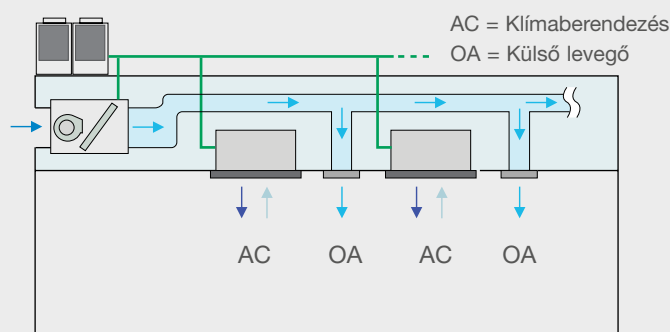 AC = Klímaberendezés
OA = Külső levegő
AC OA AC OA